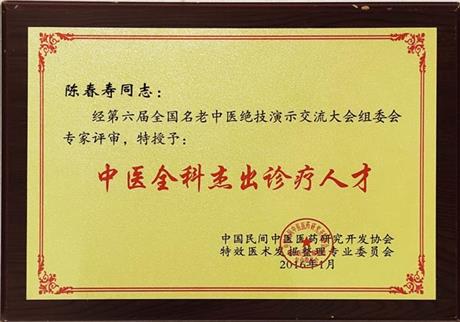 陈春寿同志：
经第六届全国名老中医绝技演示交流大会组委会
专家评审，特授予：
中医全科杰出诊疗人才
中国民间中医医药研究开发协会
特效医术发掘整理专业委员会
2016年1月